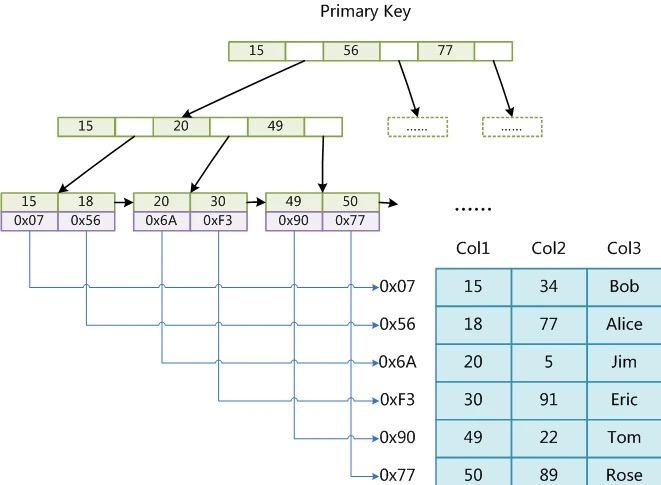 Primary Key
15 56 77
15 20 49
...... ......
15 18 20 30 49 50
0x07 0x56 0x6A 0xF3 0x90 0x77
......
Col1 Col2 Col3
0x07 15 34 Bob
0x56 18 77 Alice
0x6A 20 5 Jim
0xF3 30 91 Eric
0x90 49 22 Tom
0x77 50 89 Rose